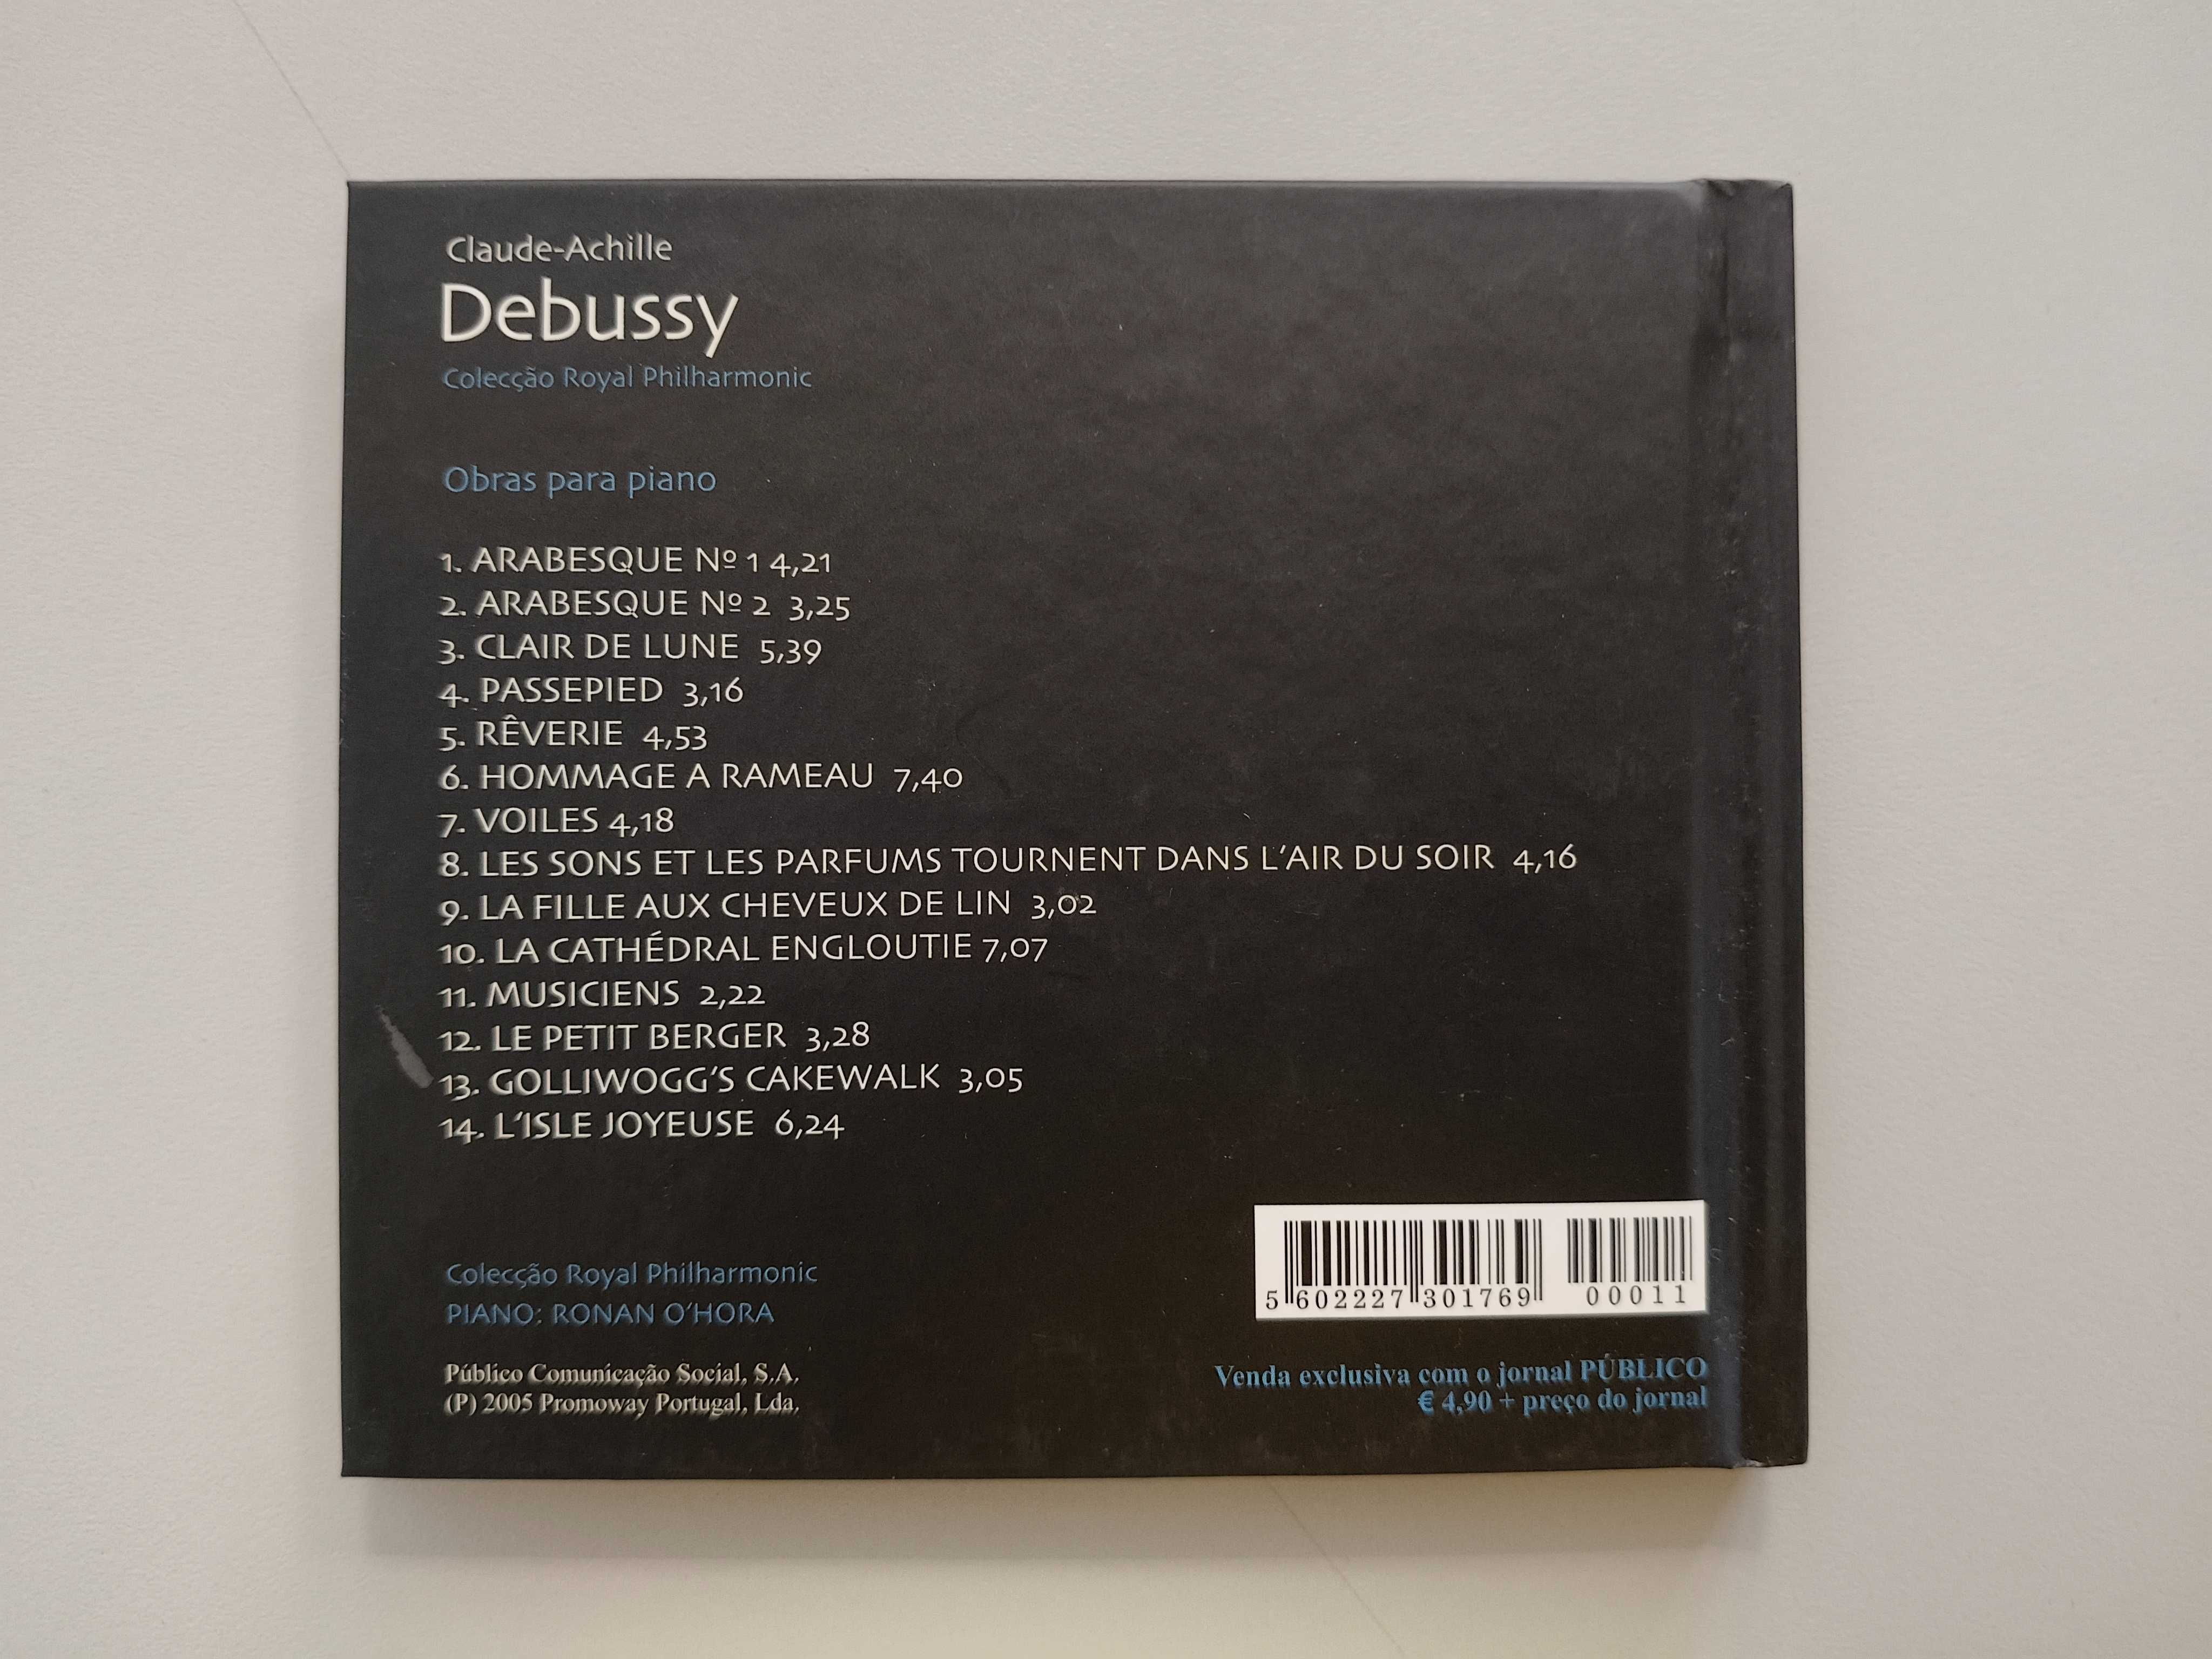 Claude-Achille
Debussy
Colecção Royal Philharmonic
Obras para piano
1. ARABESQUE Nº 1 4,21
2. ARABESQUE Nº 2 3,25
3. CLAIR DE LUNE 5,39
4. PASSEPIED 3,16
5. RÊVERIE 4,53
6. HOMMAGE A RAMEAU 7,40
7. VOILES 4,18
8. LES SONS ET LES PARFUMS TOURNENT DANS L'AIR DU SOIR 4,16
9. LA FILLE AUX CHEVEUX DE LIN 3,02
10. LA CATHÉDRAL ENGLOUTIE 7,07
11. MUSICIENS 2,22
12. LE PETIT BERGER 3,28
13. GOLLIWOGG'S CAKEWALK 3,05
14. L'ISLE JOYEUSE 6,24
Colecção Royal Philharmonic
PIANO: RONAN O'HORA
Público Comunicação Social, S.A.
(P) 2005 Promoway Portugal, Lda.
5 602227 301769 00011
Venda exclusiva com o jornal PÚBLICO
€ 4,90 + preço do jornal